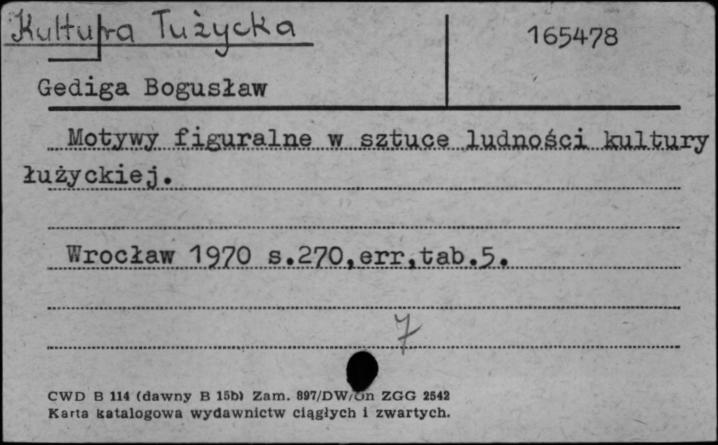 Kultura Łużycka
165478
Gediga Bogusław
Motywy figuralne w sztuce ludności kultury
łużyckiej.
Wrocław 1970 s.270,err,tab.5.
7
CWD B 114 (dawny B 15b) Zam. 897/DW/On ZGG 2542
Karta katalogowa wydawnictw ciągłych i zwartych.